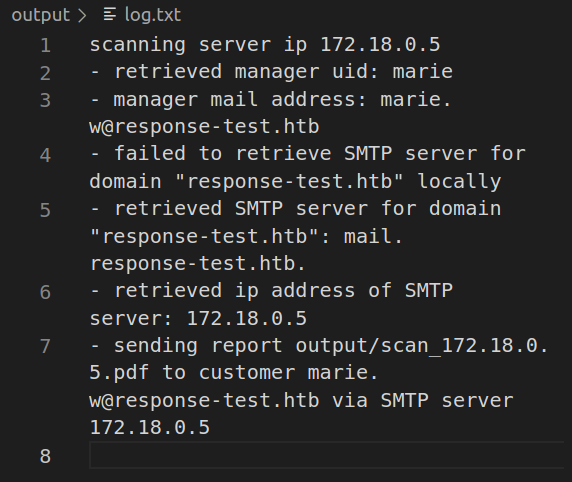 output > log.txt
1 scanning server ip 172.18.0.5
2 - retrieved manager uid: marie
3 - manager mail address: marie.
w@response-test.htb
4 - failed to retrieve SMTP server for
domain "response-test.htb" locally
5 - retrieved SMTP server for domain
"response-test.htb": mail.
response-test.htb.
6 - retrieved ip address of SMTP
server: 172.18.0.5
7 - sending report output/scan_172.18.0.
5.pdf to customer marie.
w@response-test.htb via SMTP server
172.18.0.5
8